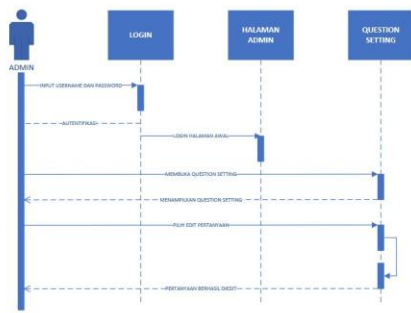 LOGIN
HALAMAN
ADMIN
QUESTION
SETTING
ADMIN
INPUT USERNAME DAN PASSWORD
AUTENTIFIKASI
LOGIN HALAMAN AWAL
MEMBUKA QUESTION SETTING
MENAMPILKAN QUESTION SETTING
PILIH EDIT PERTANYAAN
PERTANYAAN BERHASIL DIEDIT